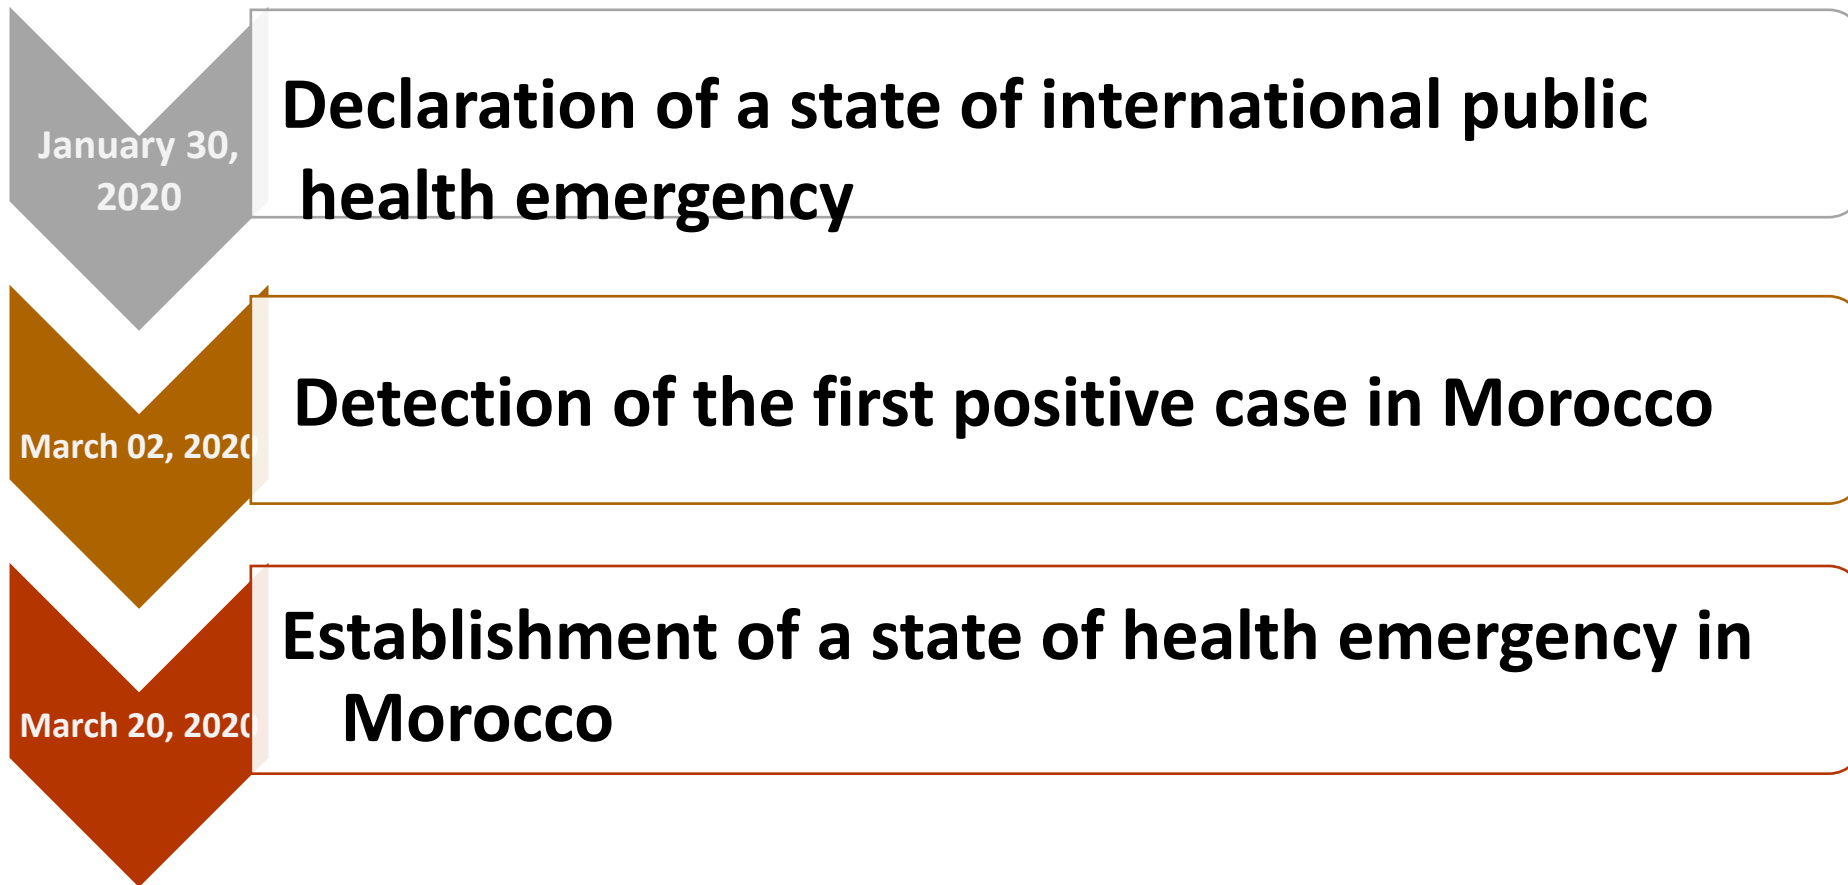 January 30,
2020
Declaration of a state of international public
health emergency
March 02, 2020
Detection of the first positive case in Morocco
March 20, 2020
Establishment of a state of health emergency in
Morocco